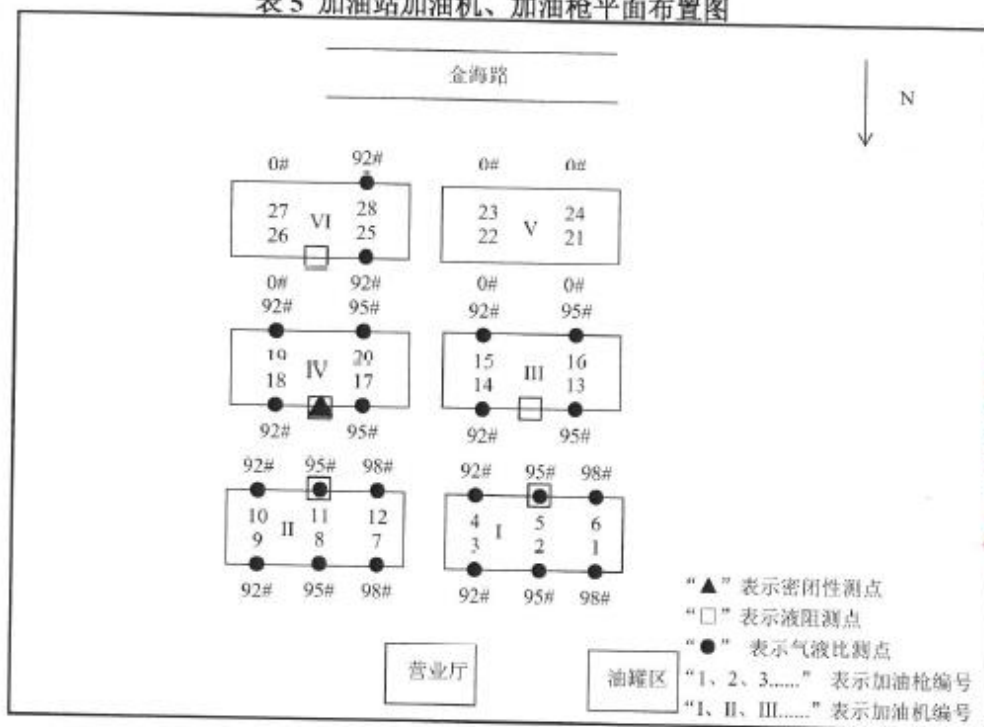 表 5 加油站加油机、加油枪平面布置图
金海路
N
0# 92# 0# 0#
27 VI 28 23 V 24
26 25 22 21
0# 92# 0# 0#
92# 95# 92# 95#
19 IV 20 15 III 16
18 17 14 13
92# 95# 92# 95#
92# 95# 98# 92# 95# 98#
10 II 11 12 4 I 5 6
9 8 7 3 2 1
92# 95# 98# 92# 95# 98#
“▲” 表示密闭性测点
“□” 表示液阻测点
“●” 表示气液比测点
营业厅 油罐区 “1、2、3......” 表示加油枪编号
“I、II、III......” 表示加油机编号